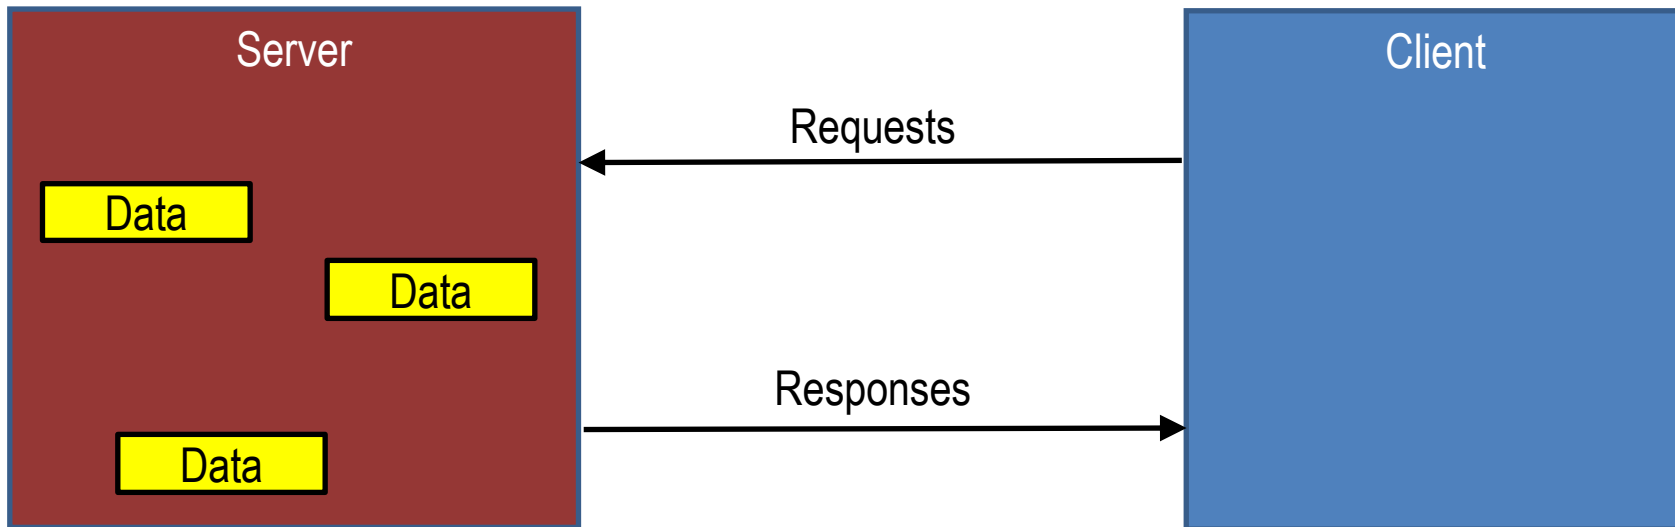 Server
Client
Requests
Data
Data
Responses
Data